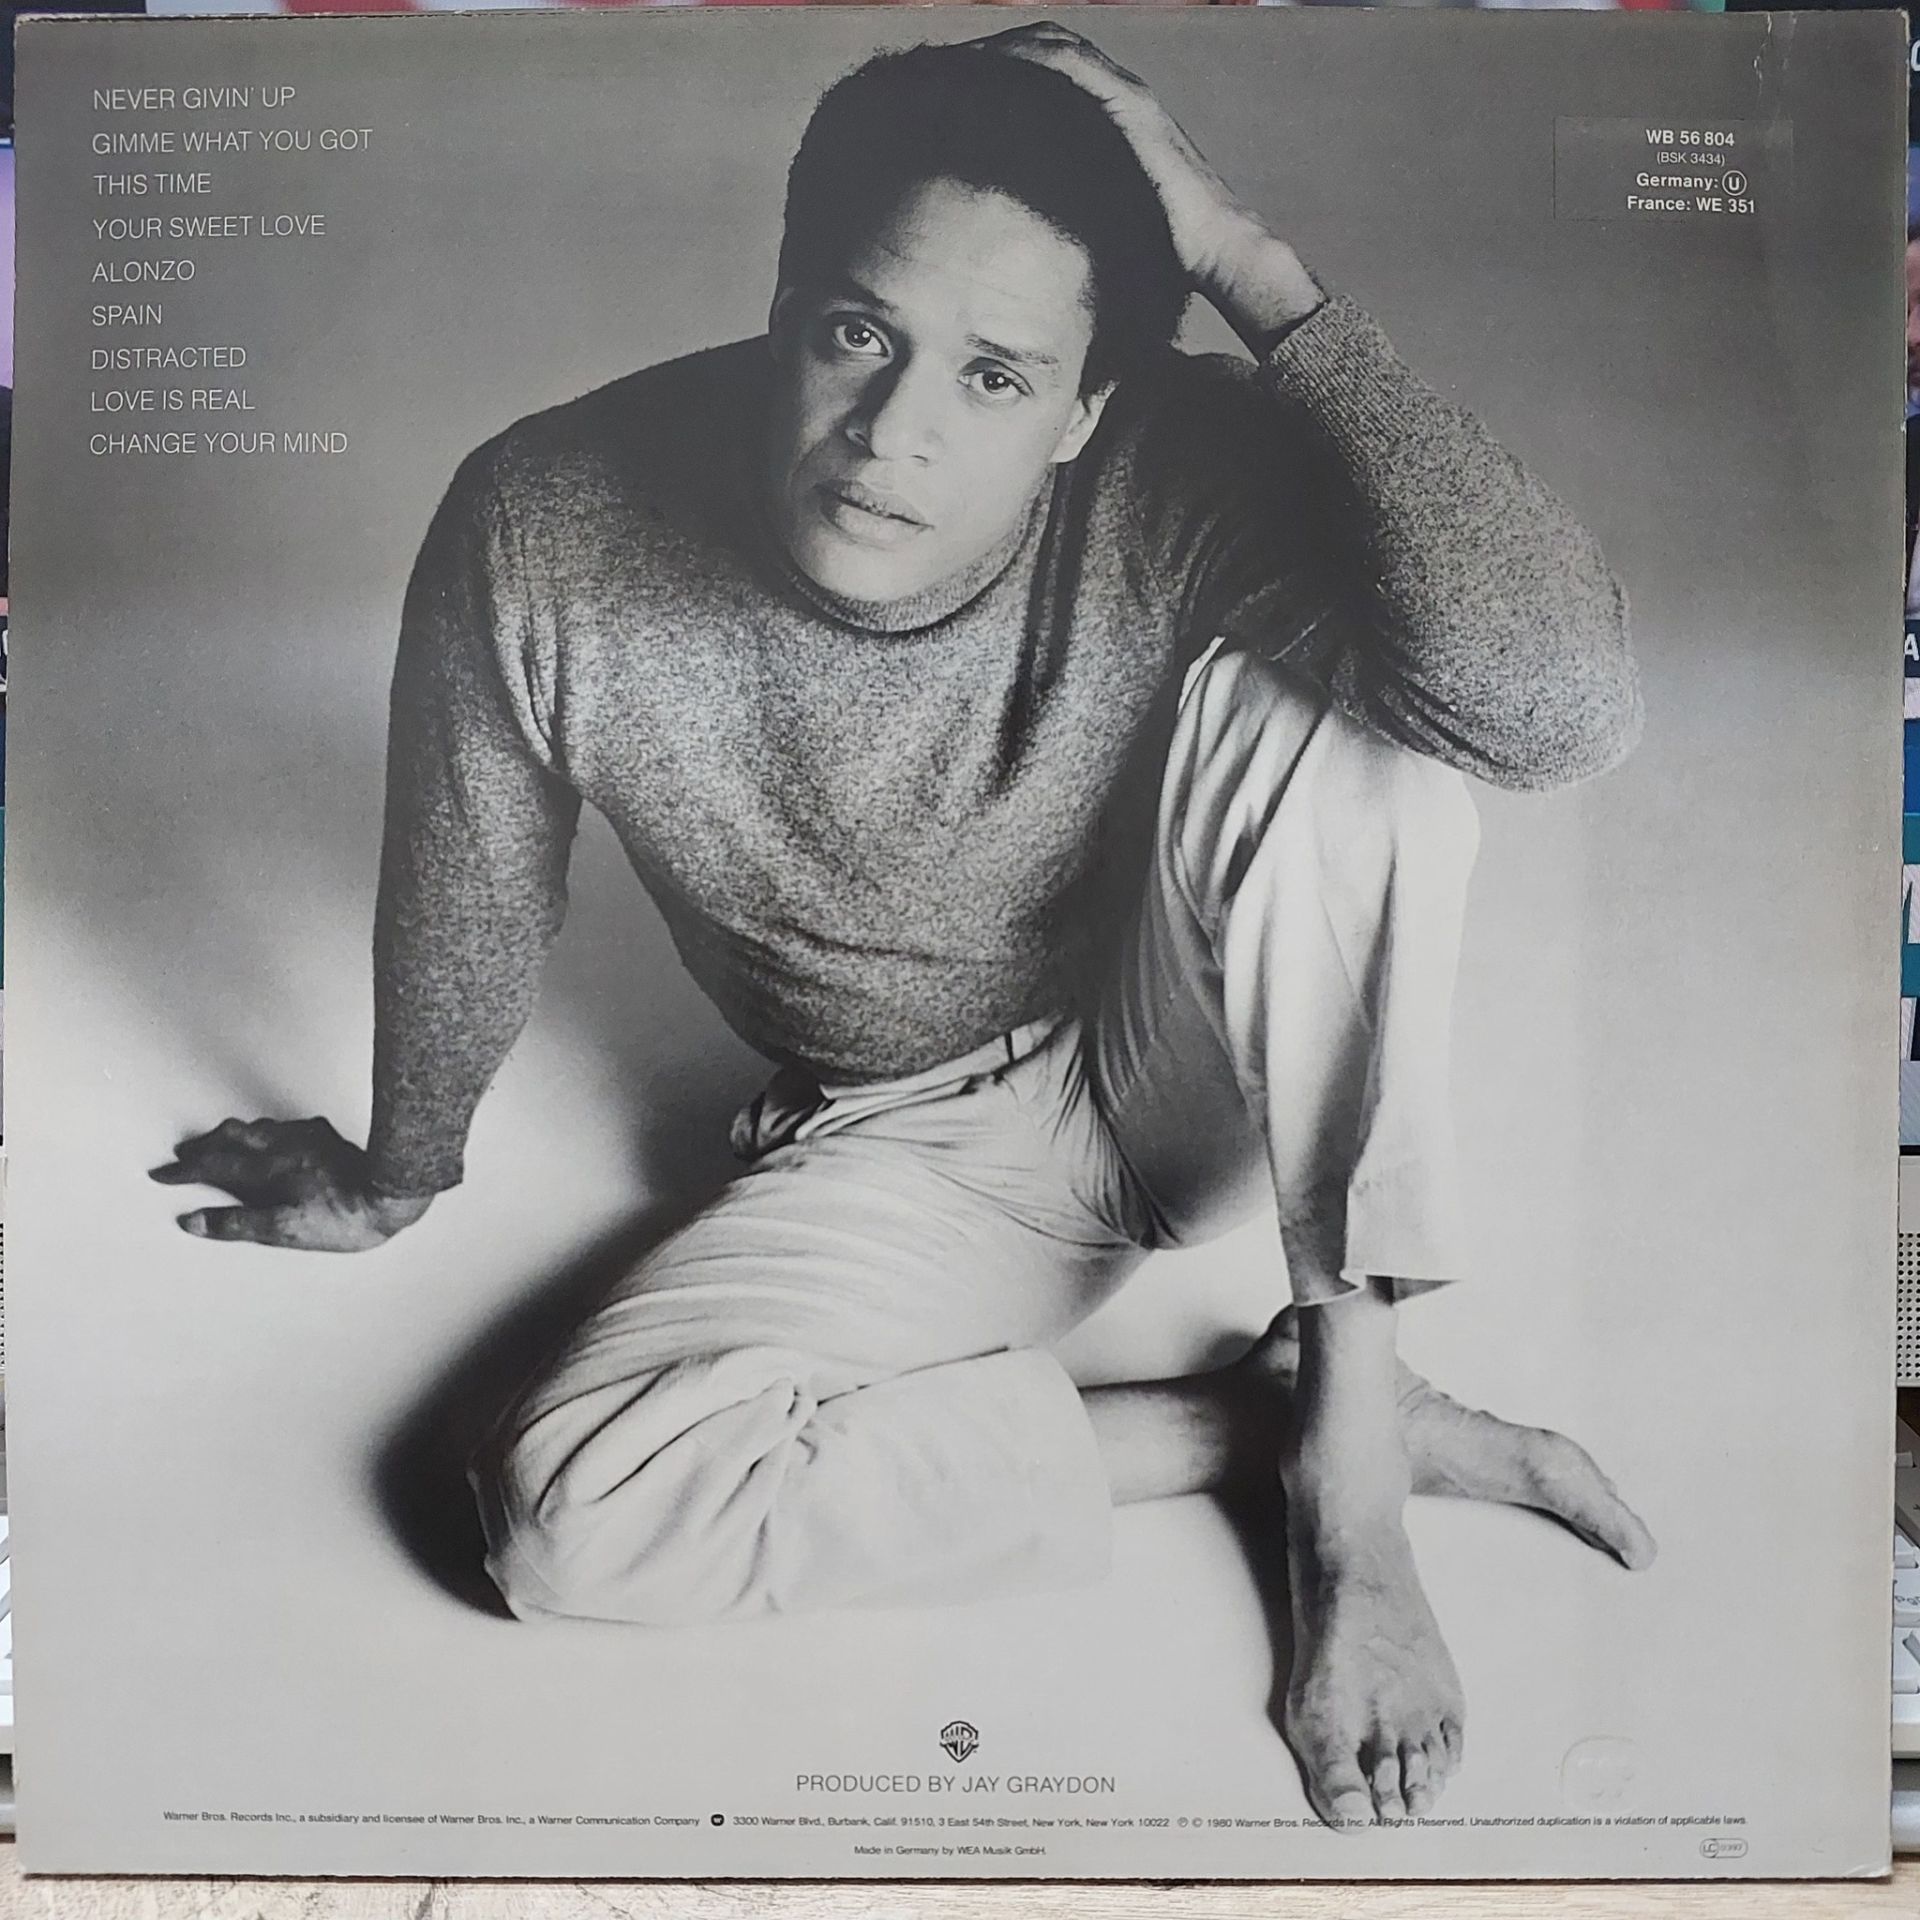 NEVER GIVIN' UP
GIMME WHAT YOU GOT
THIS TIME
YOUR SWEET LOVE
ALONZO
SPAIN
DISTRACTED
LOVE IS REAL
CHANGE YOUR MIND
WB 56 804
(BSK 3434)
Germany: U
France: WE 351
PRODUCED BY JAY GRAYDON
Warner Bros. Records Inc., a subsidiary and licensee of Warner Bros. Inc., a Warner Communication Company 3300 Warner Blvd., Burbank, Calif. 91510, 3 East 54th Street, New York, New York 10022 ℗ © 1980 Warner Bros. Records Inc. All Rights Reserved. Unauthorized duplication is a violation of applicable laws.
Made in Germany by WEA Musik GmbH.